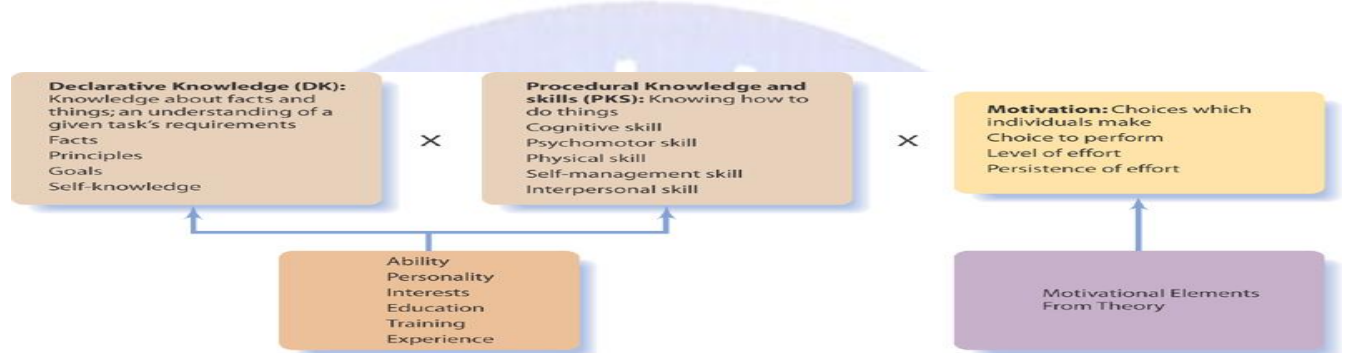 Declarative Knowledge (DK):
Knowledge about facts and
things; an understanding of a
given task's requirements
Facts
Principles
Goals
Self-knowledge
×
Procedural Knowledge and
skills (PKS): Knowing how to
do things
Cognitive skill
Psychomotor skill
Physical skill
Self-management skill
Interpersonal skill
×
Motivation: Choices which
individuals make
Choice to perform
Level of effort
Persistence of effort
Ability
Personality
Interests
Education
Training
Experience
Motivational Elements
From Theory